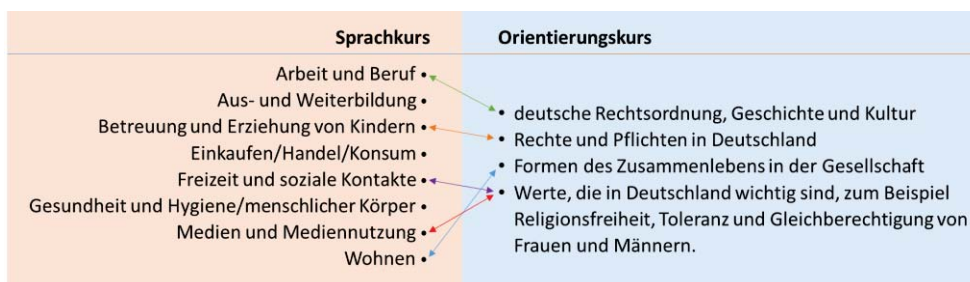 Sprachkurs
Arbeit und Beruf •
Aus- und Weiterbildung •
Betreuung und Erziehung von Kindern •
Einkaufen/Handel/Konsum •
Freizeit und soziale Kontakte •
Gesundheit und Hygiene/menschlicher Körper •
Medien und Mediennutzung •
Wohnen •
Orientierungskurs
• deutsche Rechtsordnung, Geschichte und Kultur
• Rechte und Pflichten in Deutschland
• Formen des Zusammenlebens in der Gesellschaft
• Werte, die in Deutschland wichtig sind, zum Beispiel
Religionsfreiheit, Toleranz und Gleichberechtigung von
Frauen und Männern.